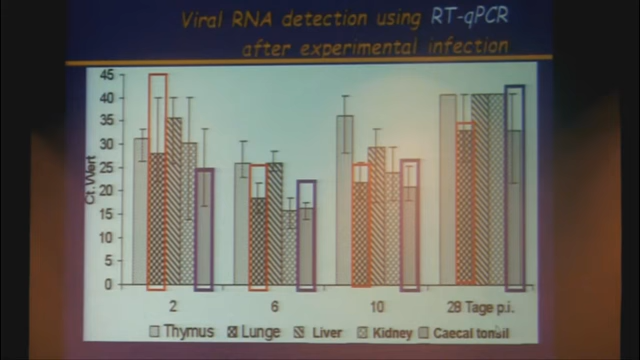 Viral RNA detection using RT-qPCR
after experimental infection
Ct.Wert
45
40
35
30
25
20
15
10
5
0
2 6 10 28 Tage p.i.
Thymus Lunge Liver Kidney Caecal tonsil